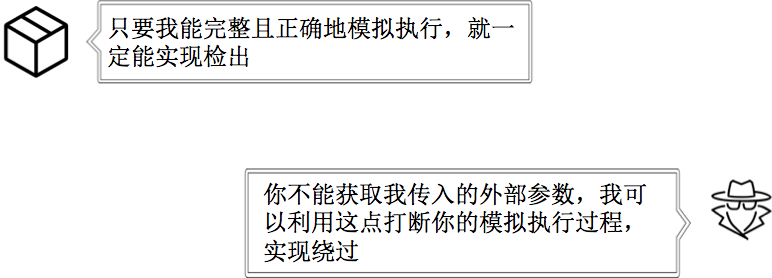 只要我能完整且正确地模拟执行，就一
定能实现检出
你不能获取我传入的外部参数，我可
以利用这点打断你的模拟执行过程，
实现绕过